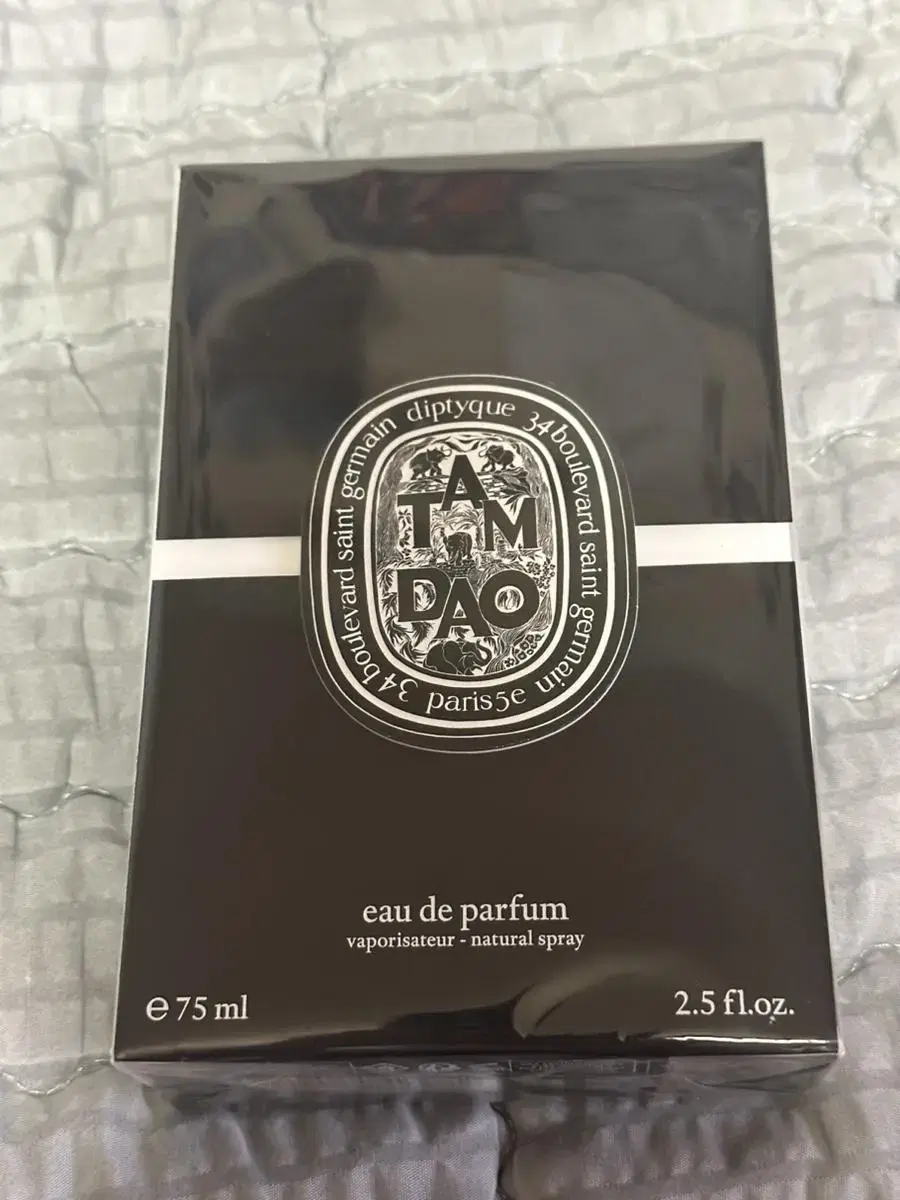 diptyque 34 boulevard saint germain paris5e 34 boulevard saint germain
TAM
DAO
eau de parfum
vaporisateur - natural spray
e 75 ml
2.5 fl.oz.